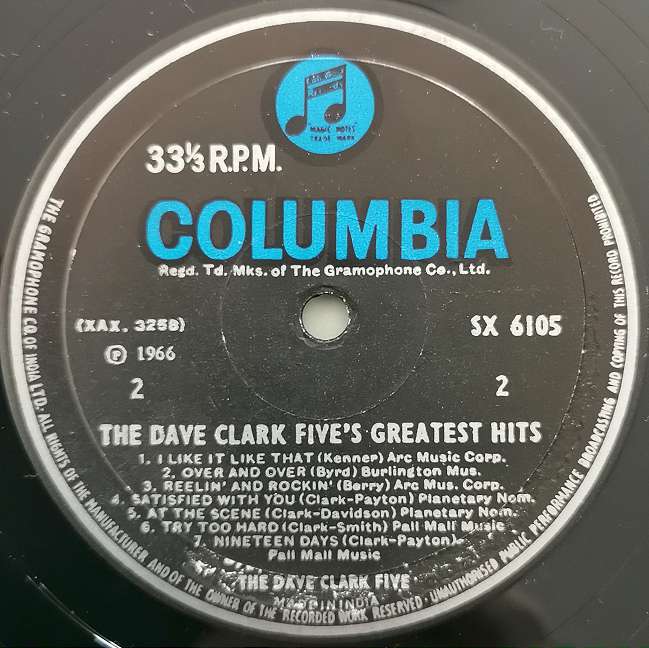 Columbia
Records
MAGIC NOTES
TRADE MARK
33⅓ R.P.M.
COLUMBIA
Regd. Td. Mks. of The Gramophone Co., Ltd.
(XAX. 3258)
SX 6105
℗ 1966
2
2
THE DAVE CLARK FIVE'S GREATEST HITS
1. I LIKE IT LIKE THAT (Kenner) Arc Music Corp.
2. OVER AND OVER (Byrd) Burlington Mus.
3. REELIN' AND ROCKIN' (Berry) Arc Mus. Corp.
4. SATISFIED WITH YOU (Clark-Payton) Planetary Nom.
5. AT THE SCENE (Clark-Davidson) Planetary Nom.
6. TRY TOO HARD (Clark-Smith) Pall Mall Music
7. NINETEEN DAYS (Clark-Payton)
Pall Mall Music
THE DAVE CLARK FIVE
MADE IN INDIA
THE GRAMOPHONE CO. OF INDIA LTD. ALL RIGHTS OF THE MANUFACTURER AND OF THE OWNER OF THE RECORDED WORK RESERVED · UNAUTHORISED PUBLIC PERFORMANCE BROADCASTING AND COPYING OF THIS RECORD PROHIBITED